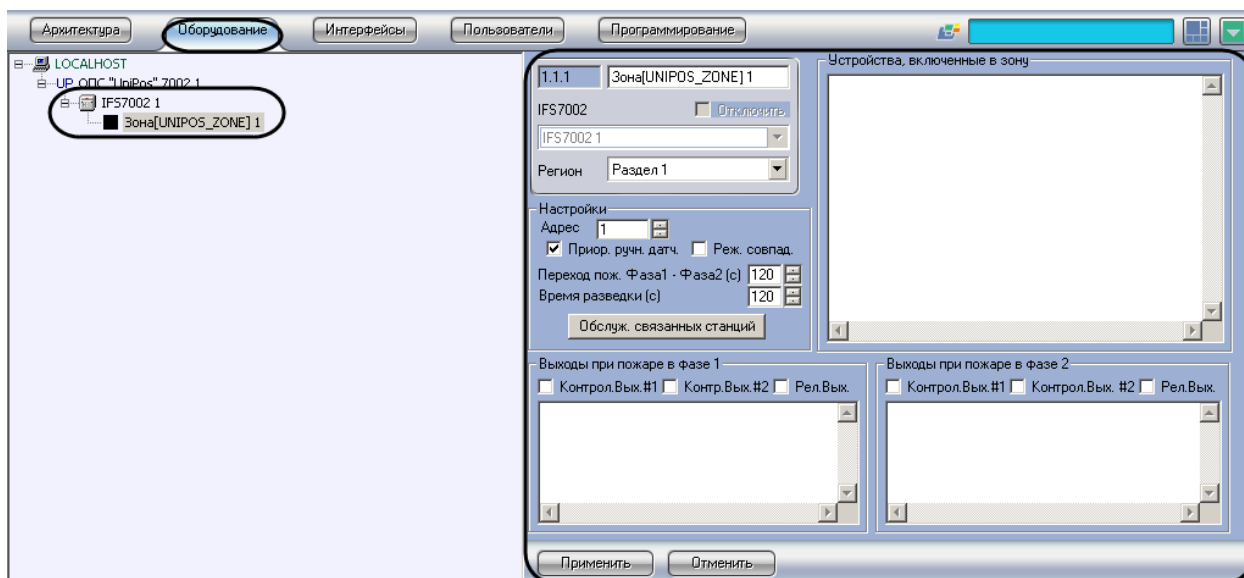 Архитектура Оборудование Интерфейсы Пользователи Программирование
LOCALHOST
UP ОПС "UniPos" 7002 1
IFS7002 1
Зона[UNIPOS_ZONE] 1
1.1.1 Зона[UNIPOS_ZONE] 1
IFS7002 Отключить
IFS7002 1
Регион Раздел 1
Устройства, включенные в зону
Настройки
Адрес 1
Приор. ручн. датч. Реж. совпад.
Переход пож. Фаза1 - Фаза2 (с) 120
Время разведки (с) 120
Обслуж. связанных станций
Выходы при пожаре в фазе 1
Контрол.Вых.#1 Контр.Вых.#2 Рел.Вых.
Выходы при пожаре в фазе 2
Контрол.Вых.#1 Контрол.Вых. #2 Рел.Вых.
Применить Отменить